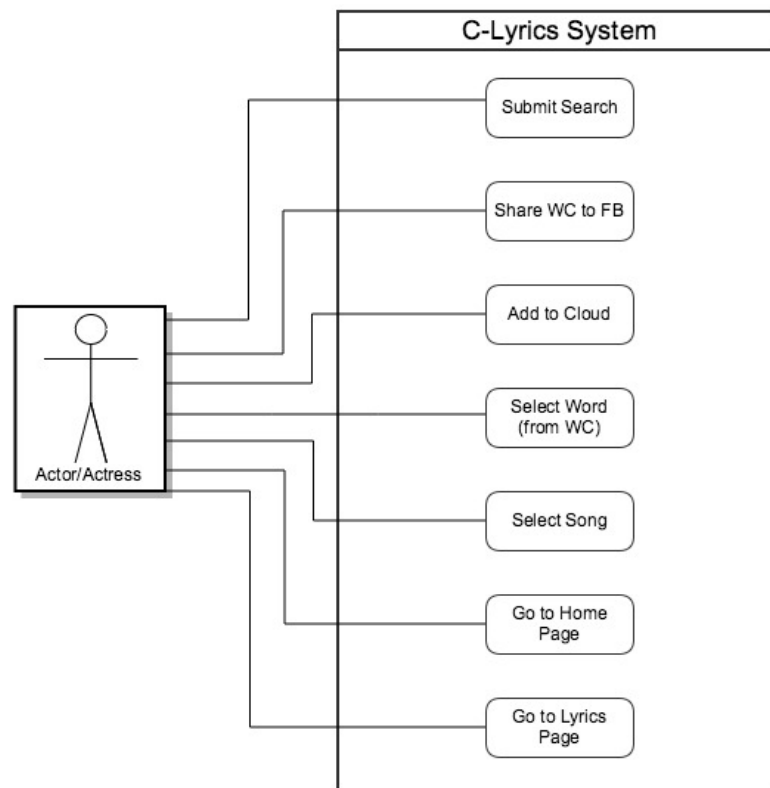 C-Lyrics System
Submit Search
Share WC to FB
Add to Cloud
Select Word
(from WC)
Actor/Actress
Select Song
Go to Home
Page
Go to Lyrics
Page